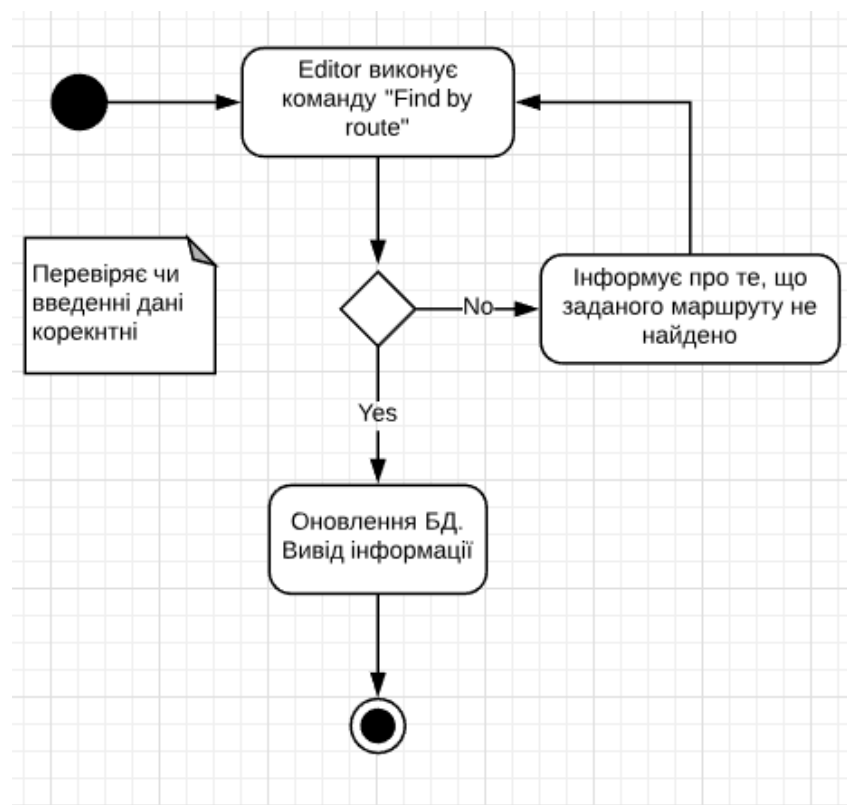 Editor виконує
команду "Find by
route"
Перевіряє чи
введенні дані
корекнтні
No
Інформує про те, що
заданого маршруту не
найдено
Yes
Оновлення БД.
Вивід інформації